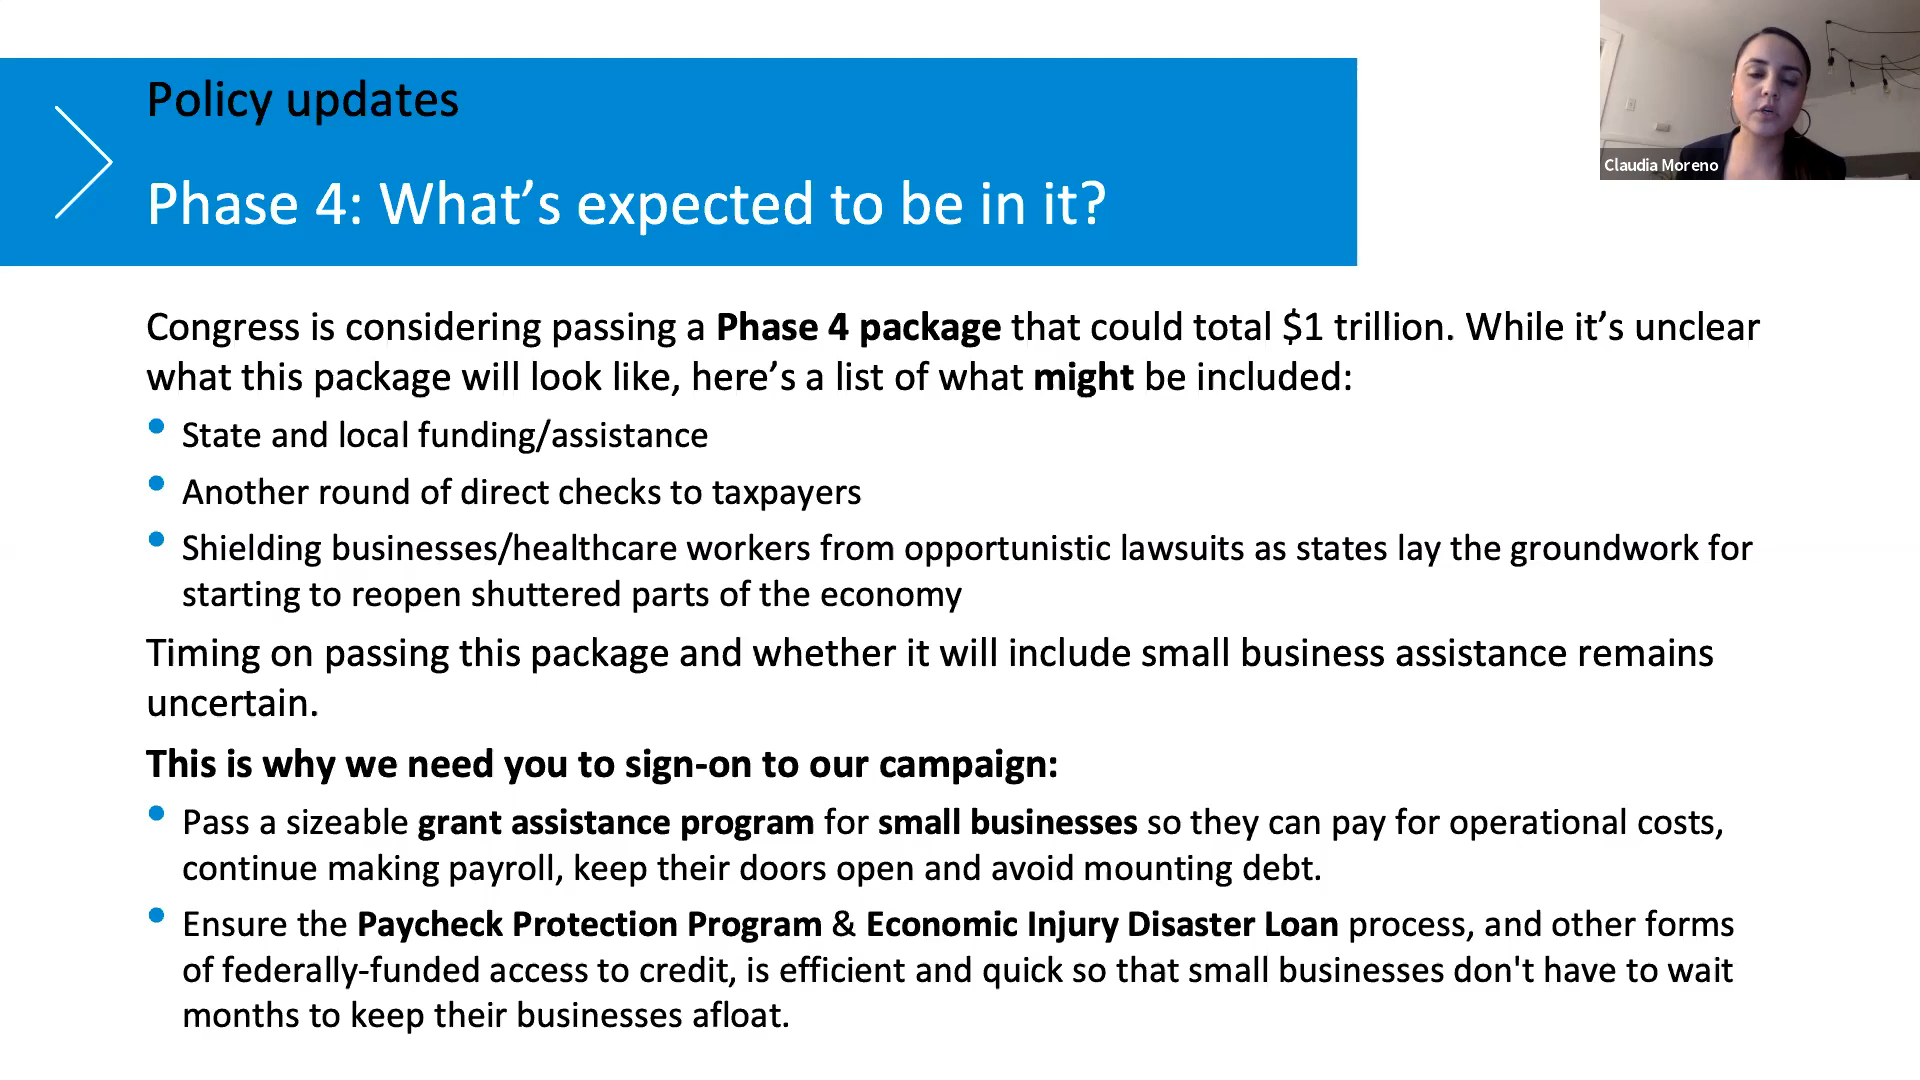 Policy updates
Phase 4: What’s expected to be in it?
Claudia Moreno
Congress is considering passing a Phase 4 package that could total $1 trillion. While it’s unclear
what this package will look like, here’s a list of what might be included:
• State and local funding/assistance
• Another round of direct checks to taxpayers
• Shielding businesses/healthcare workers from opportunistic lawsuits as states lay the groundwork for
starting to reopen shuttered parts of the economy
Timing on passing this package and whether it will include small business assistance remains
uncertain.
This is why we need you to sign-on to our campaign:
• Pass a sizeable grant assistance program for small businesses so they can pay for operational costs,
continue making payroll, keep their doors open and avoid mounting debt.
• Ensure the Paycheck Protection Program & Economic Injury Disaster Loan process, and other forms
of federally-funded access to credit, is efficient and quick so that small businesses don't have to wait
months to keep their businesses afloat.